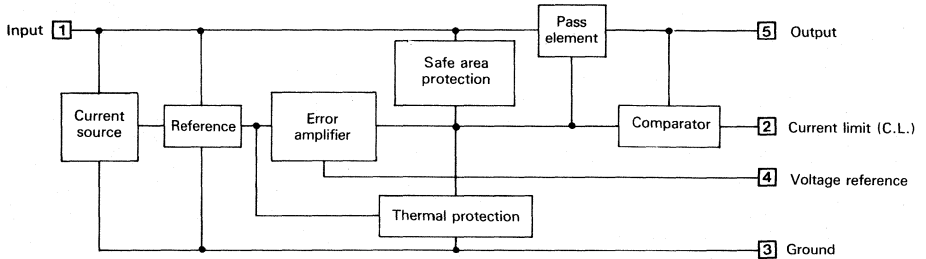 Input 1
Pass
element
5 Output
Safe area
protection
Current
source
Reference
Error
amplifier
Comparator
2 Current limit (C.L.)
4 Voltage reference
Thermal protection
3 Ground